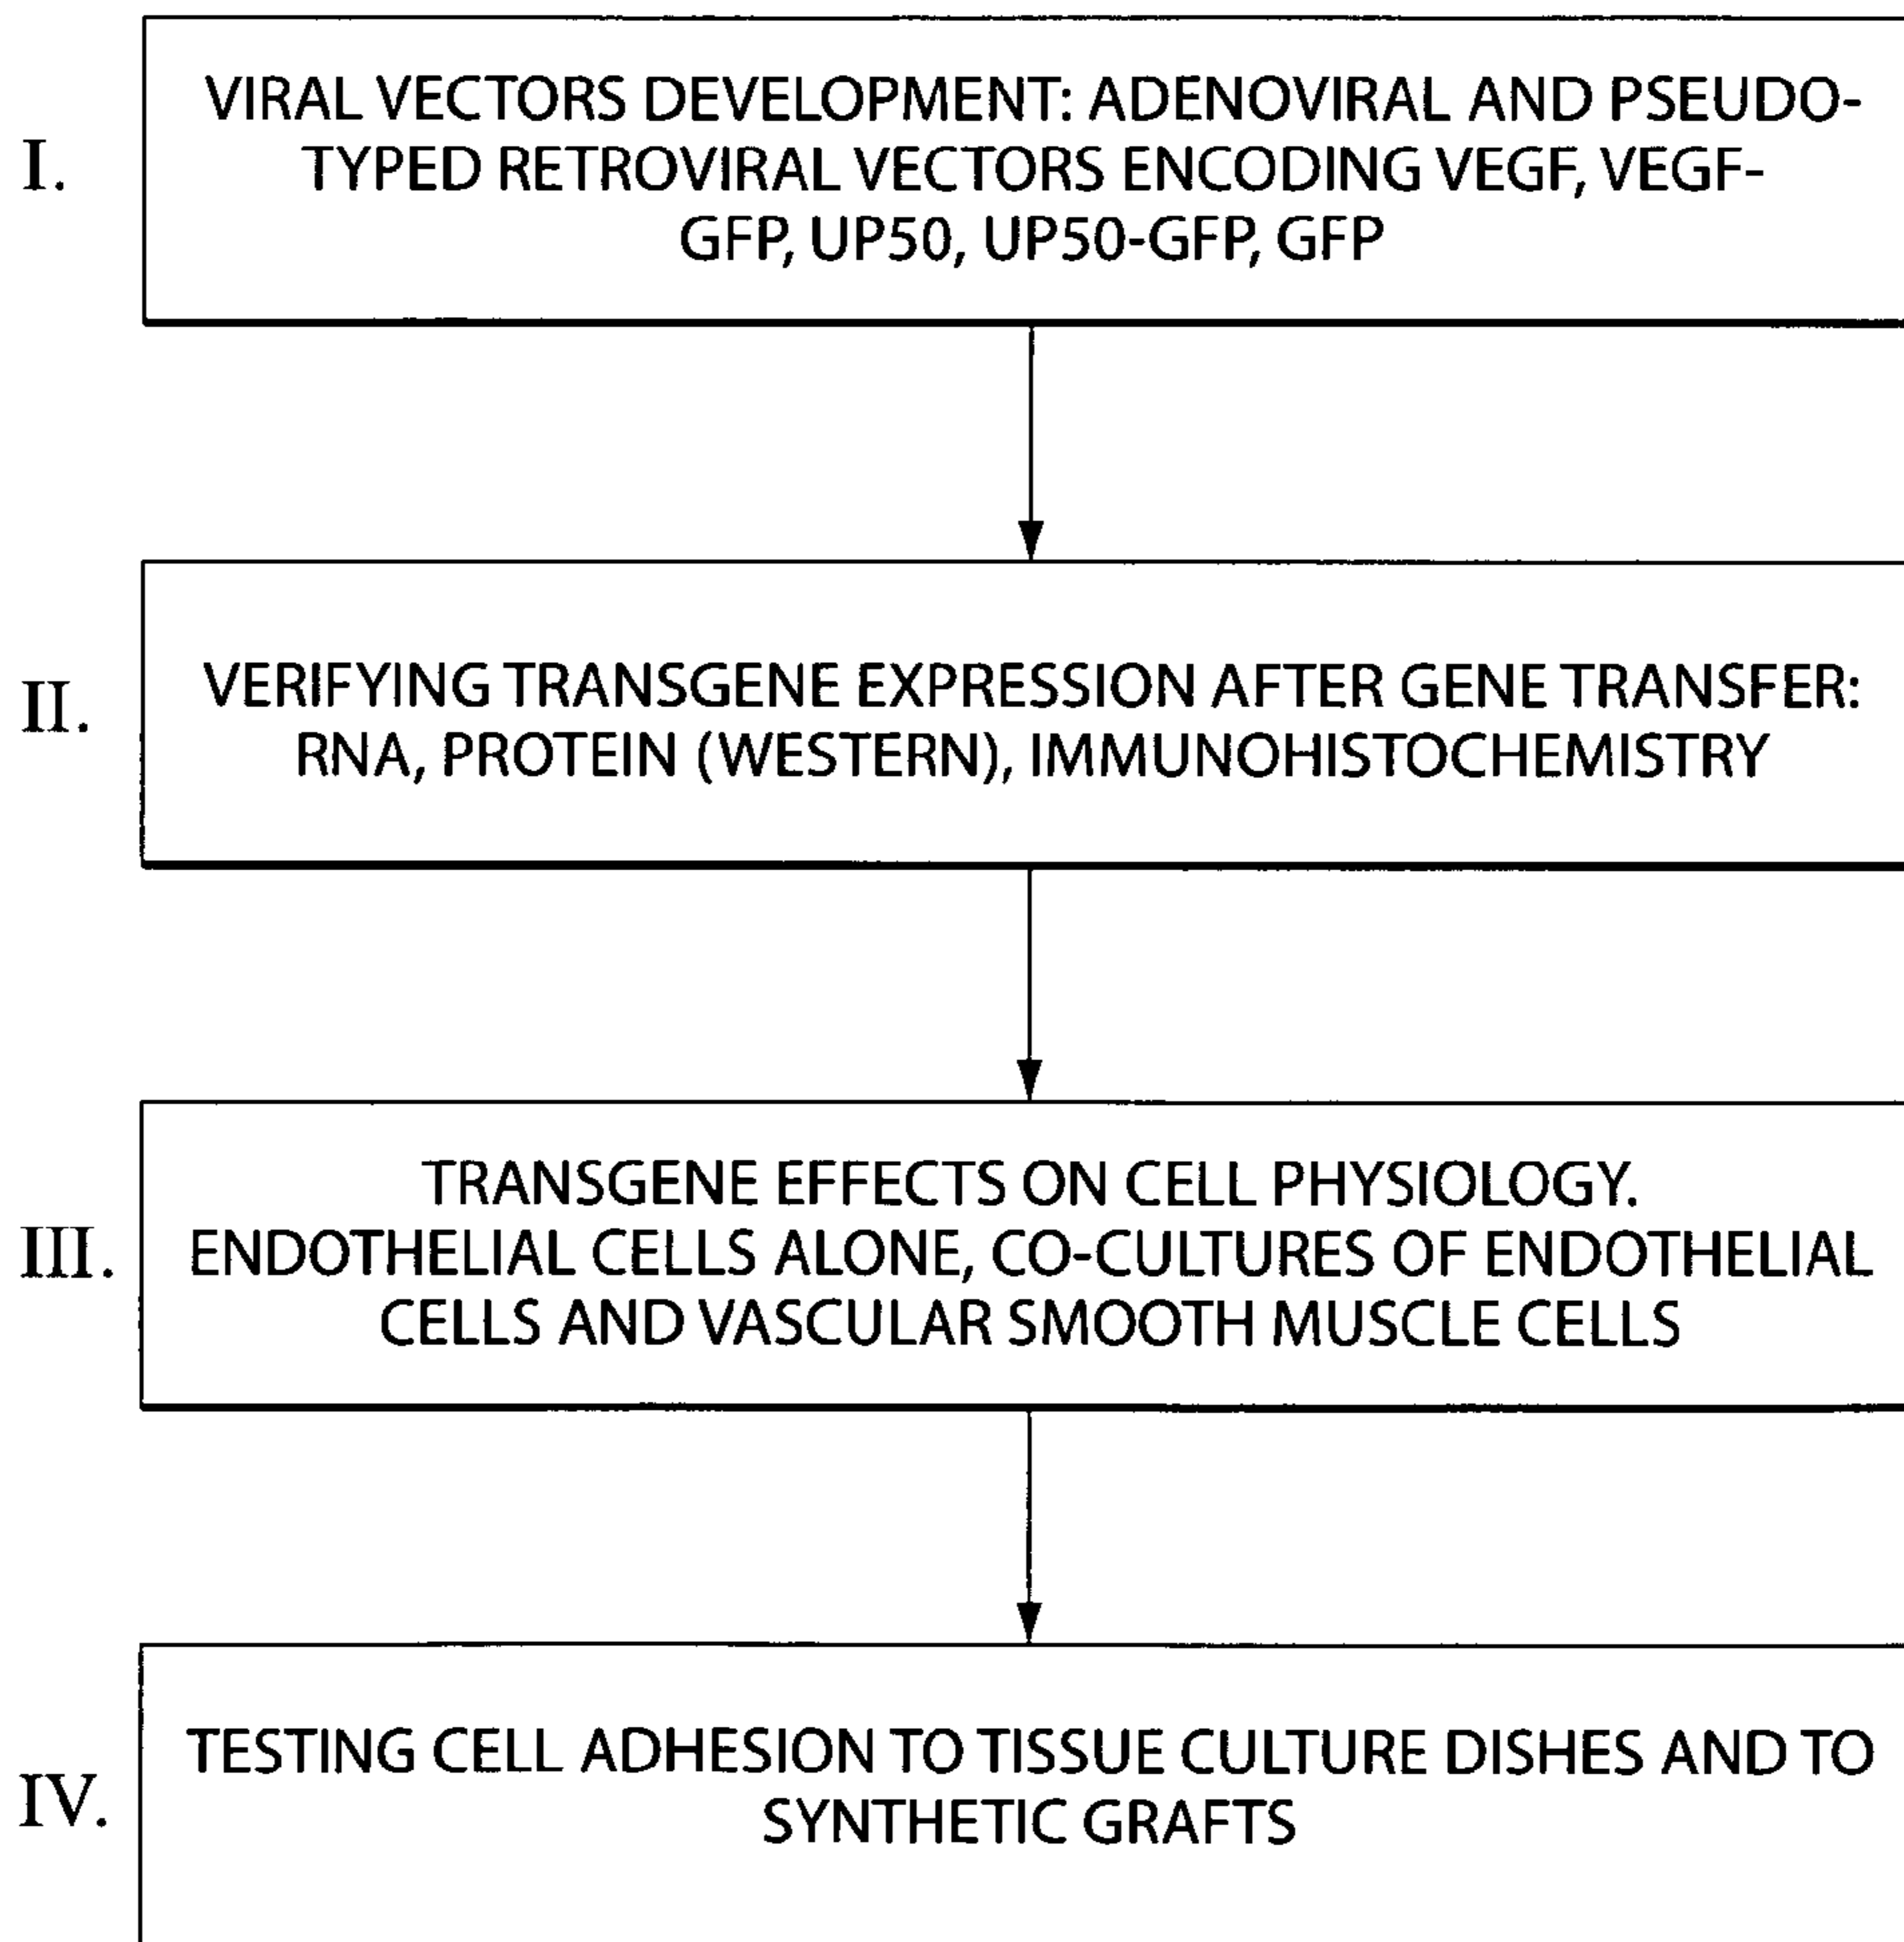 I.
VIRAL VECTORS DEVELOPMENT: ADENOVIRAL AND PSEUDO-
TYPED RETROVIRAL VECTORS ENCODING VEGF, VEGF-
GFP, UP50, UP50-GFP, GFP
II.
VERIFYING TRANSGENE EXPRESSION AFTER GENE TRANSFER:
RNA, PROTEIN (WESTERN), IMMUNOHISTOCHEMISTRY
III.
TRANSGENE EFFECTS ON CELL PHYSIOLOGY.
ENDOTHELIAL CELLS ALONE, CO-CULTURES OF ENDOTHELIAL
CELLS AND VASCULAR SMOOTH MUSCLE CELLS
IV.
TESTING CELL ADHESION TO TISSUE CULTURE DISHES AND TO
SYNTHETIC GRAFTS